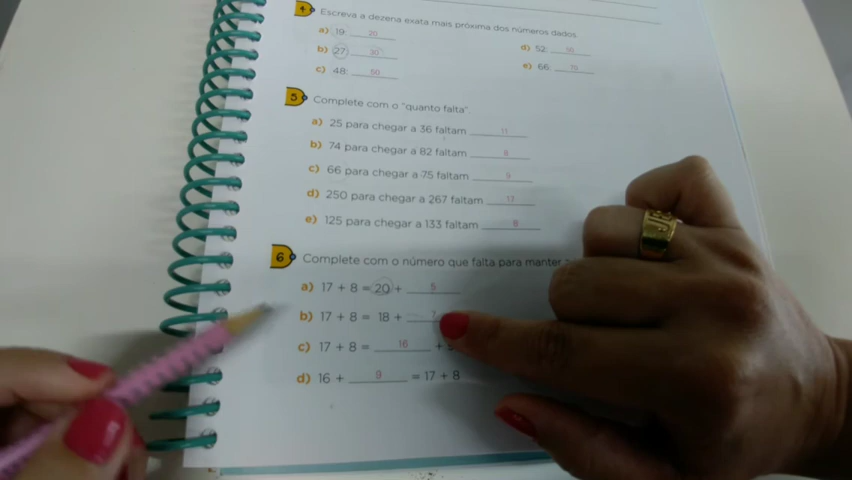 4 Escreva a dezena exata mais próxima dos números dados.
a) 19: 20
d) 52: 50
b) 27: 30
e) 66: 70
c) 48: 50
5 Complete com o "quanto falta".
a) 25 para chegar a 36 faltam 11
b) 74 para chegar a 82 faltam 8
c) 66 para chegar a 75 faltam 9
d) 250 para chegar a 267 faltam 17
e) 125 para chegar a 133 faltam 8
6 Complete com o número que falta para manter
a) 17 + 8 = 20 + 5
b) 17 + 8 = 18 + 7
c) 17 + 8 = 16 +
d) 16 + 9 = 17 + 8